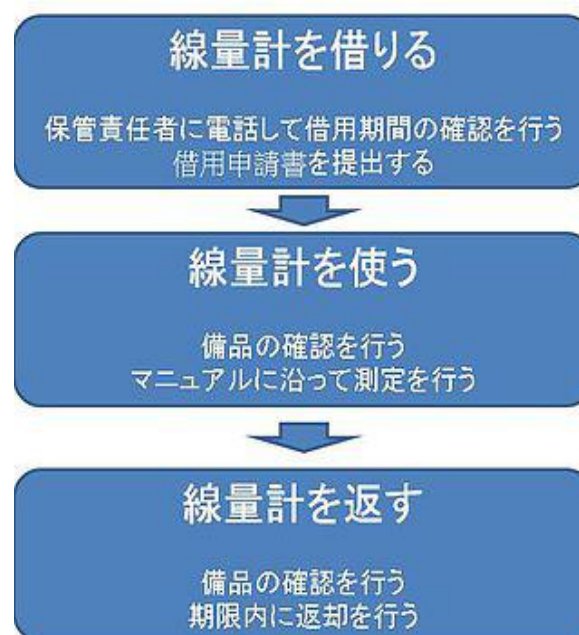 線量計を借りる
保管責任者に電話して借用期間の確認を行う
借用申請書を提出する
線量計を使う
備品の確認を行う
マニュアルに沿って測定を行う
線量計を返す
備品の確認を行う
期限内に返却を行う